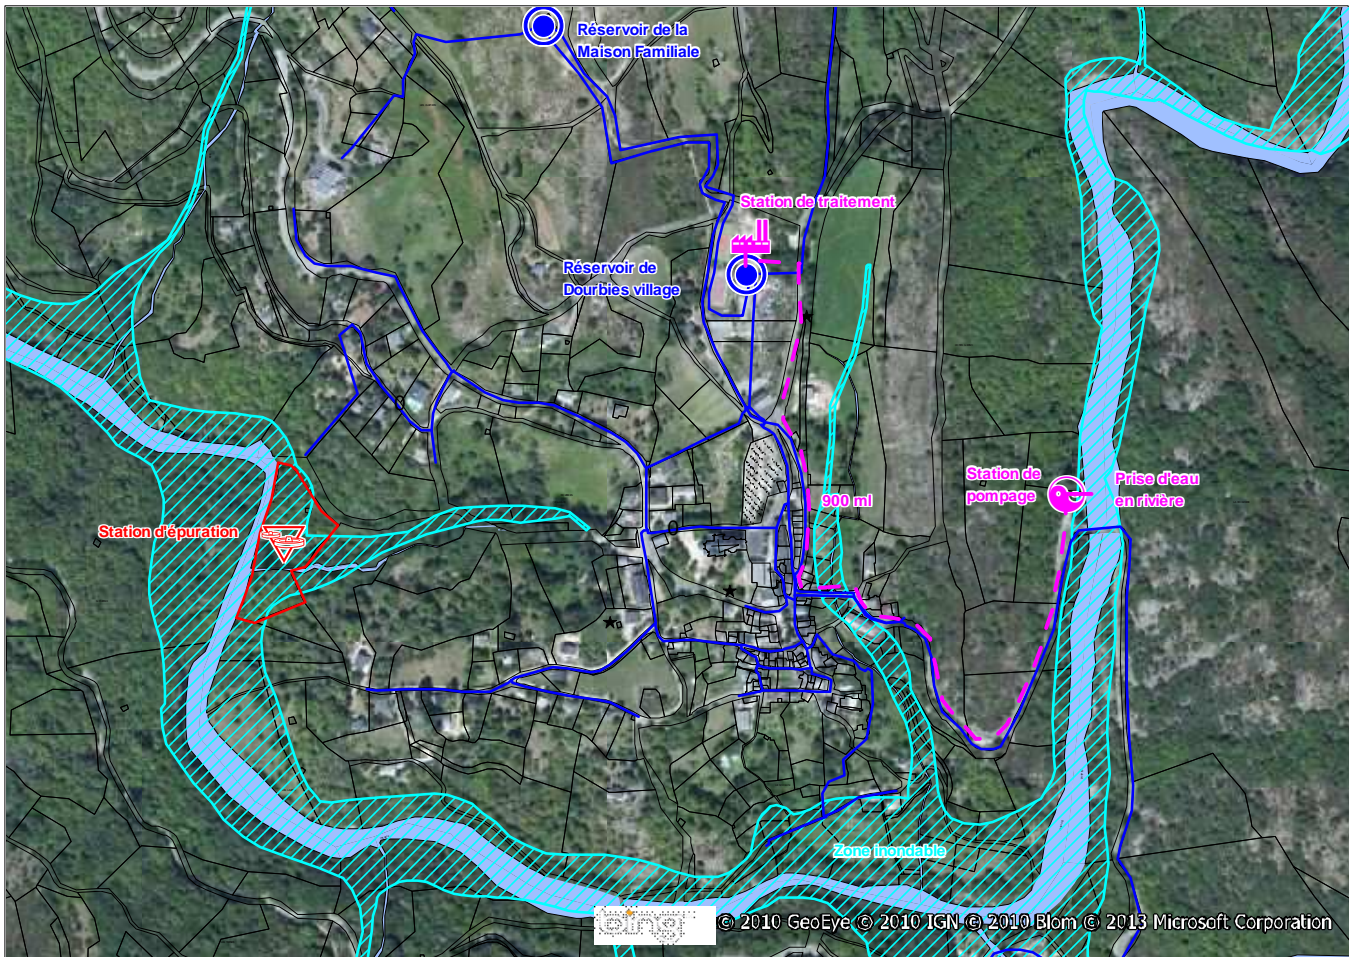 Réservoir de la
Maison Familiale
Station de traitement
Réservoir de
Dourbies village
Station de
pompage
Prise d'eau
en rivière
900 ml
Station d'épuration
Zone inondable
bing
© 2010 GeoEye © 2010 IGN © 2010 Blom © 2013 Microsoft Corporation